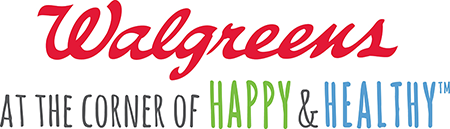 Walgreens
AT THE CORNER OF HAPPY & HEALTHY™